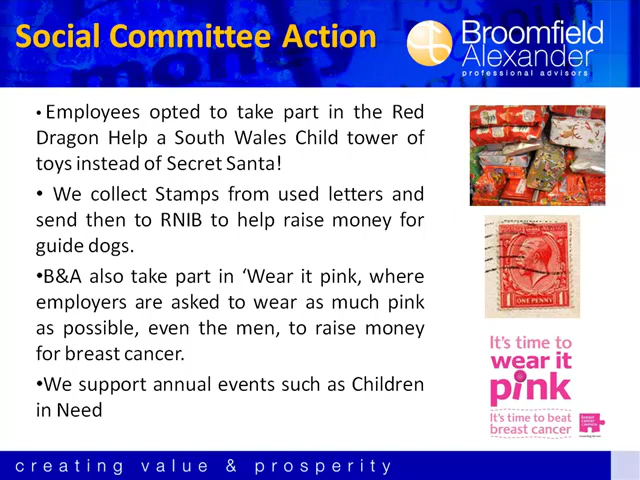 Social Committee Action
Broomfield
Alexander
professional advisors
• Employees opted to take part in the Red
Dragon Help a South Wales Child tower of
toys instead of Secret Santa!
• We collect Stamps from used letters and
send then to RNIB to help raise money for
guide dogs.
•B&A also take part in ‘Wear it pink, where
employers are asked to wear as much pink
as possible, even the men, to raise money
for breast cancer.
•We support annual events such as Children
in Need
1 ONE PENNY 1
It's time to
wear it
pink
It's time to beat
breast cancer
creating value & prosperity